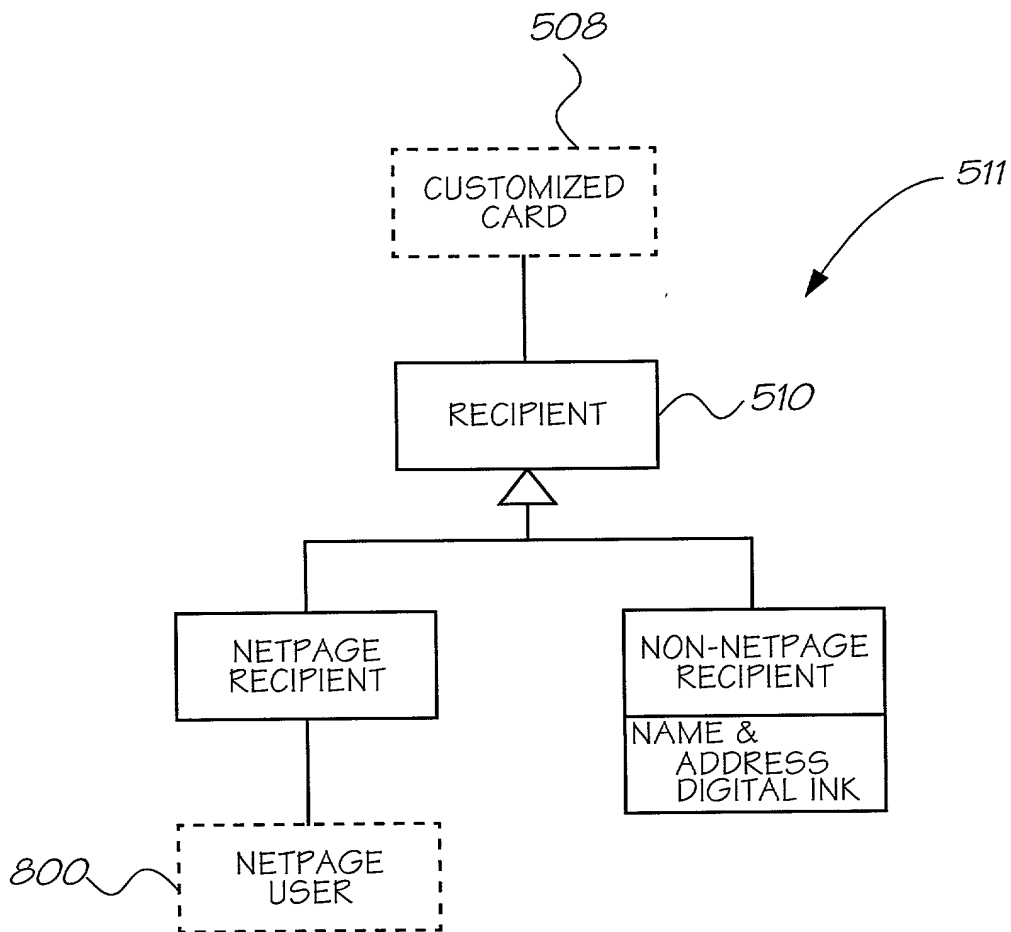 508
CUSTOMIZED
CARD
511
RECIPIENT
510
NETPAGE
RECIPIENT
NON-NETPAGE
RECIPIENT
NAME &
ADDRESS
DIGITAL INK
800
NETPAGE
USER